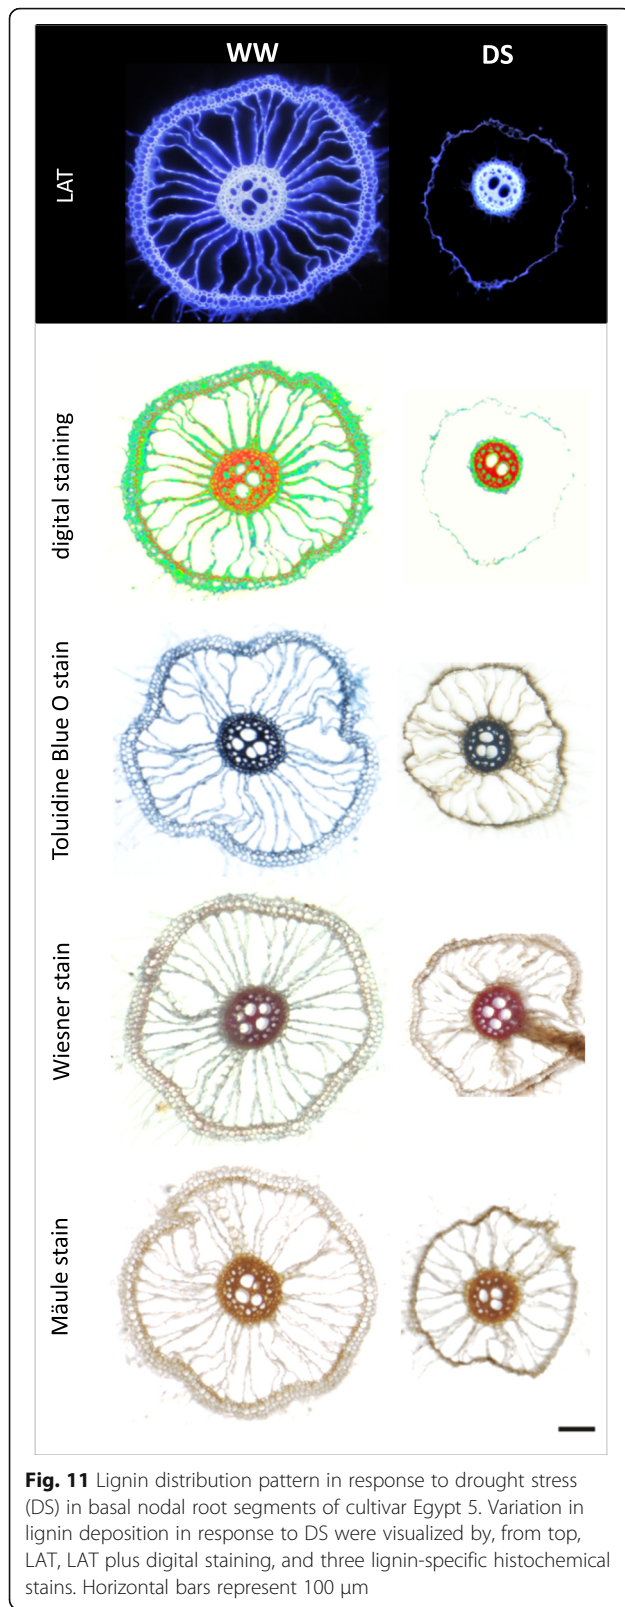 WW DS
LAT
digital staining
Toluidine Blue O stain
Wiesner stain
Mäule stain
Fig. 11 Lignin distribution pattern in response to drought stress
(DS) in basal nodal root segments of cultivar Egypt 5. Variation in
lignin deposition in response to DS were visualized by, from top,
LAT, LAT plus digital staining, and three lignin-specific histochemical
stains. Horizontal bars represent 100 μm